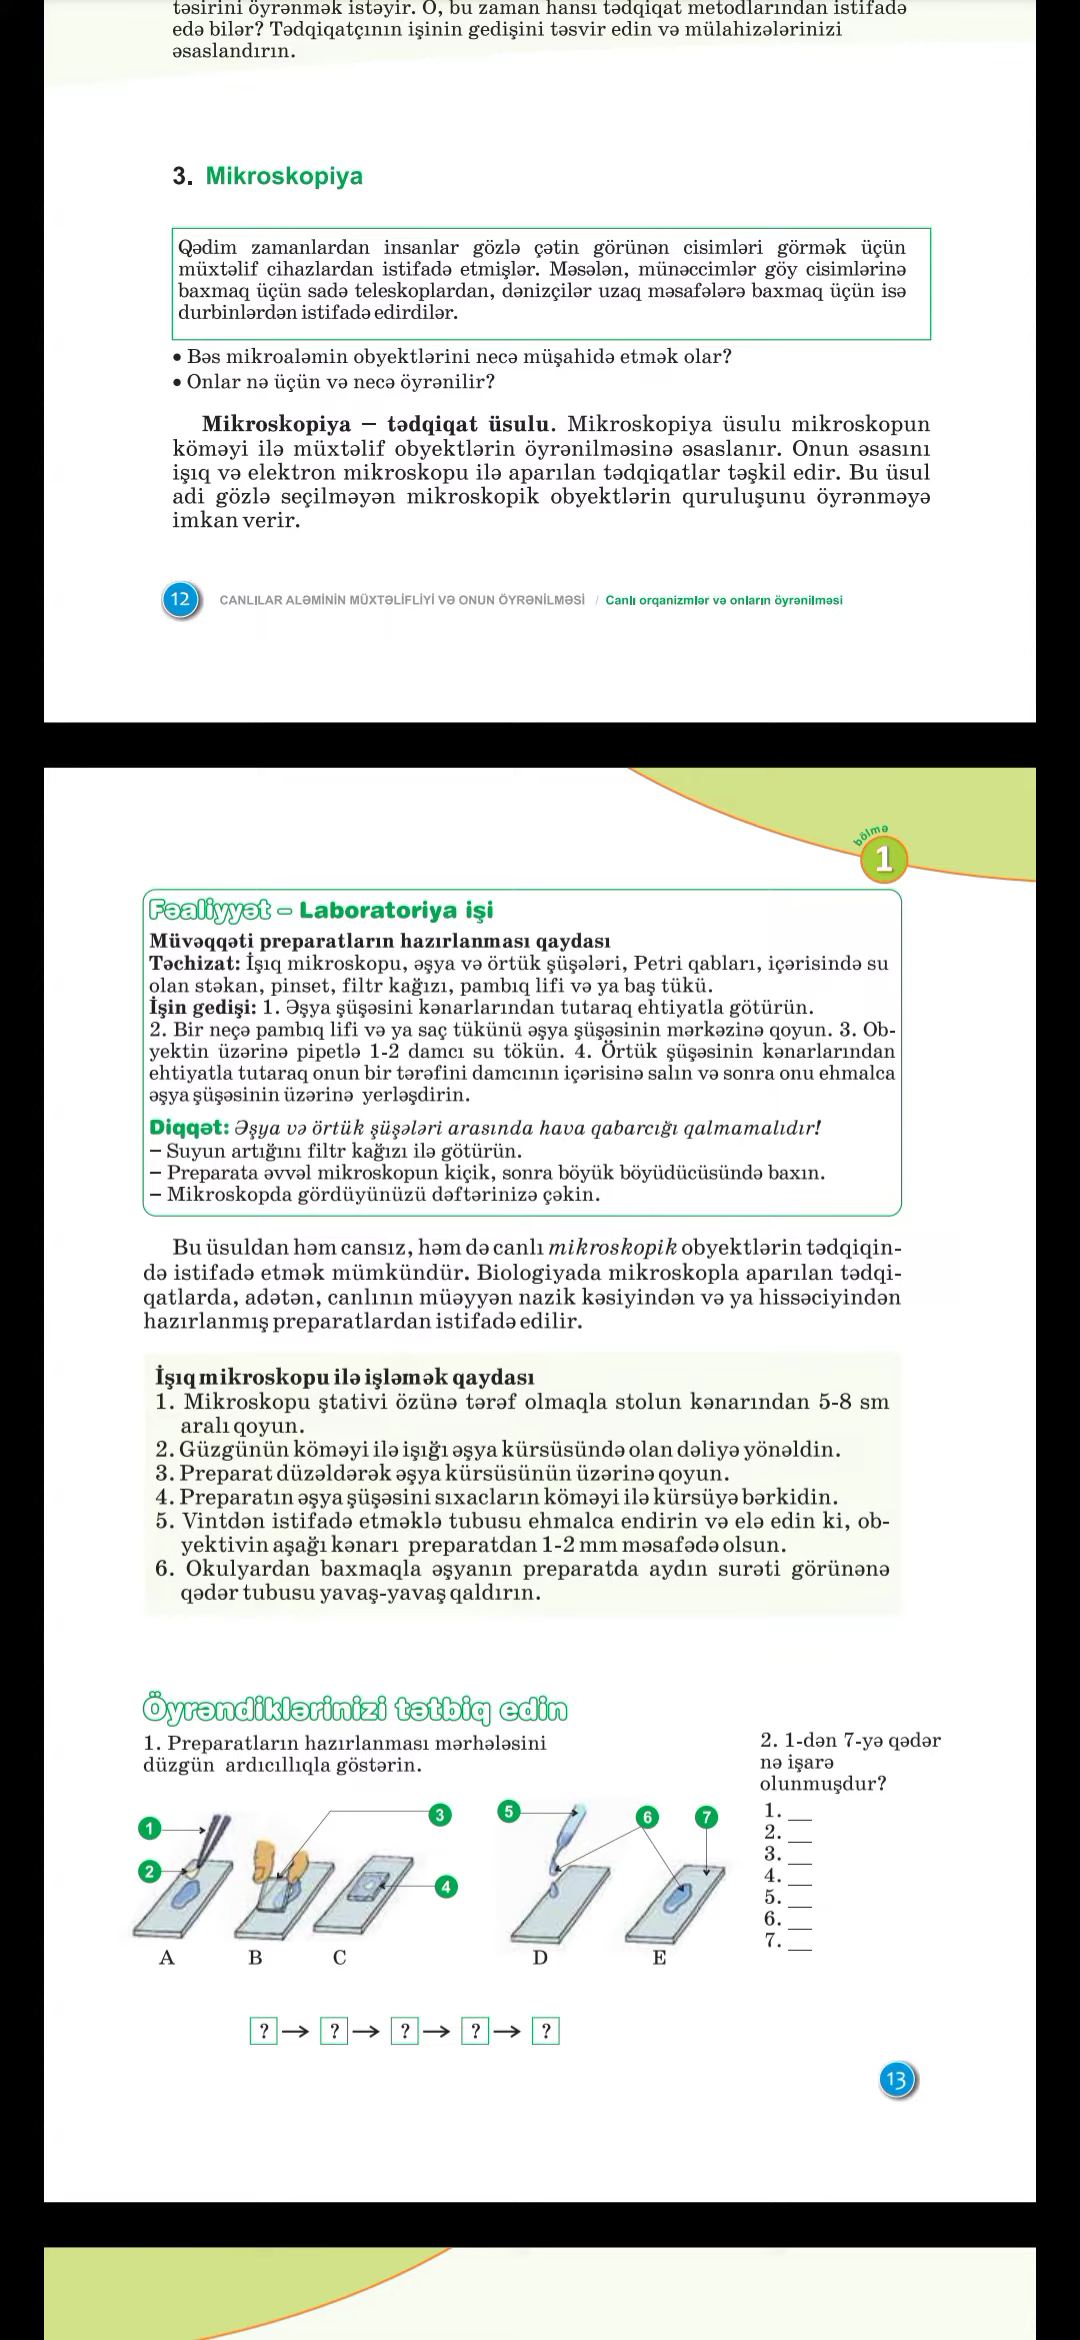 təsirini öyrənmək istəyir. O, bu zaman hansı tədqiqat metodlarından istifadə
edə bilər? Tədqiqatçının işinin gedişini təsvir edin və mülahizələrinizi
əsaslandırın.
3. Mikroskopiya
Qədim zamanlardan insanlar gözlə çətin görünən cisimləri görmək üçün
müxtəlif cihazlardan istifadə etmişlər. Məsələn, münəccimlər göy cisimlərinə
baxmaq üçün sadə teleskoplardan, dənizçilər uzaq məsafələrə baxmaq üçün isə
durbinlərdən istifadə edirdilər.
• Bəs mikroaləmin obyektlərini necə müşahidə etmək olar?
• Onlar nə üçün və necə öyrənilir?
Mikroskopiya – tədqiqat üsulu. Mikroskopiya üsulu mikroskopun
köməyi ilə müxtəlif obyektlərin öyrənilməsinə əsaslanır. Onun əsasını
işıq və elektron mikroskopu ilə aparılan tədqiqatlar təşkil edir. Bu üsul
adi gözlə seçilməyən mikroskopik obyektlərin quruluşunu öyrənməyə
imkan verir.
12 CANLILAR ALƏMİNİN MÜXTƏLİFLİYİ VƏ ONUN ÖYRƏNİLMƏSİ / Canlı orqanizmlər və onların öyrənilməsi
bölmə
1
Fəaliyyət – Laboratoriya işi
Müvəqqəti preparatların hazırlanması qaydası
Təchizat: İşıq mikroskopu, əşya və örtük şüşələri, Petri qabları, içərisində su
olan stəkan, pinset, filtr kağızı, pambıq lifi və ya baş tükü.
İşin gedişi: 1. Əşya şüşəsini kənarlarından tutaraq ehtiyatla götürün.
2. Bir neçə pambıq lifi və ya saç tükünü əşya şüşəsinin mərkəzinə qoyun. 3. Ob-
yektin üzərinə pipetlə 1-2 damcı su tökün. 4. Örtük şüşəsinin kənarlarından
ehtiyatla tutaraq onun bir tərəfini damcının içərisinə salın və sonra onu ehmalca
əşya şüşəsinin üzərinə yerləşdirin.
Diqqət: Əşya və örtük şüşələri arasında hava qabarcığı qalmamalıdır!
– Suyun artığını filtr kağızı ilə götürün.
– Preparata əvvəl mikroskopun kiçik, sonra böyük böyüdücüsündə baxın.
– Mikroskopda gördüyünüzü dəftərinizə çəkin.
Bu üsuldan həm cansız, həm də canlı mikroskopik obyektlərin tədqiqin-
də istifadə etmək mümkündür. Biologiyada mikroskopla aparılan tədqi-
qatlarda, adətən, canlının müəyyən nazik kəsiyindən və ya hissəciyindən
hazırlanmış preparatlardan istifadə edilir.
İşıq mikroskopu ilə işləmək qaydası
1. Mikroskopu ştativi özünə tərəf olmaqla stolun kənarından 5-8 sm
aralı qoyun.
2. Güzgünün köməyi ilə işığı əşya kürsüsündə olan dəliyə yönəldin.
3. Preparat düzəldərək əşya kürsüsünün üzərinə qoyun.
4. Preparatın əşya şüşəsini sıxacların köməyi ilə kürsüyə bərkidin.
5. Vintdən istifadə etməklə tubusu ehmalca endirin və elə edin ki, ob-
yektivin aşağı kənarı preparatdan 1-2 mm məsafədə olsun.
6. Okulyardan baxmaqla əşyanın preparatda aydın surəti görünənə
qədər tubusu yavaş-yavaş qaldırın.
Öyrəndiklərinizi tətbiq edin
1. Preparatların hazırlanması mərhələsini
düzgün ardıcıllıqla göstərin.
1
2
3
4
5
6
7
A B C D E
? → ? → ? → ? → ?
2. 1-dən 7-yə qədər
nə işarə
olunmuşdur?
1. __
2. __
3. __
4. __
5. __
6. __
7. __
13